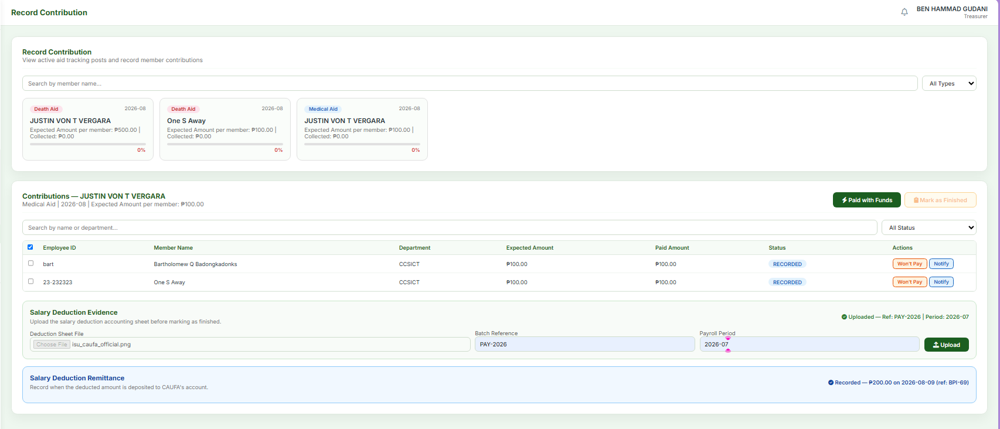 Record Contribution
BEN HAMMAD GUDANI
Treasurer
Record Contribution
View active aid tracking posts and record member contributions
Search by member name...
All Types
Death Aid
2026-08
JUSTIN VON T VERGARA
Expected Amount per member: ₱500.00 |
Collected: ₱0.00
0%
Death Aid
2026-08
One S Away
Expected Amount per member: ₱100.00 |
Collected: ₱0.00
0%
Medical Aid
2026-08
JUSTIN VON T VERGARA
Expected Amount per member: ₱100.00 |
Collected: ₱0.00
0%
Contributions — JUSTIN VON T VERGARA
Medical Aid | 2026-08 | Expected Amount per member: ₱100.00
Paid with Funds
Mark as Finished
Search by name or department...
All Status
Employee ID Member Name Department Expected Amount Paid Amount Status Actions
bart Bartholomew Q Badongkadonks CCSICT ₱100.00 ₱100.00 RECORDED Won't Pay Notify
23-232323 One S Away CCSICT ₱100.00 ₱100.00 RECORDED Won't Pay Notify
Salary Deduction Evidence
Upload the salary deduction accounting sheet before marking as finished.
Uploaded — Ref: PAY-2026 | Period: 2026-07
Deduction Sheet File
Choose File isu_caufa_official.png
Batch Reference
PAY-2026
Payroll Period
2026-07
Upload
Salary Deduction Remittance
Record when the deducted amount is deposited to CAUFA's account.
Recorded — ₱200.00 on 2026-08-09 (ref: BPI-69)